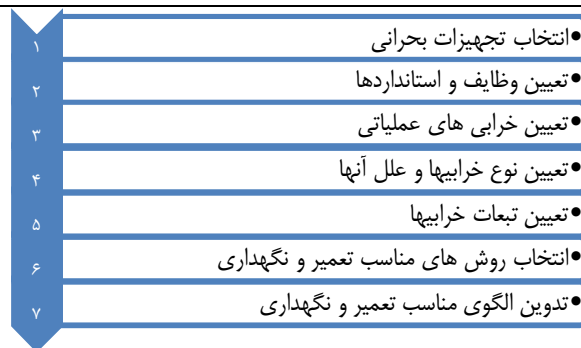 ۱ •انتخاب تجهیزات بحرانی
۲ •تعیین وظایف و استانداردها
۳ •تعیین خرابی های عملیاتی
۴ •تعیین نوع خرابیها و علل آنها
۵ •تعیین تبعات خرابیها
۶ •انتخاب روش های مناسب تعمیر و نگهداری
۷ •تدوین الگوی مناسب تعمیر و نگهداری